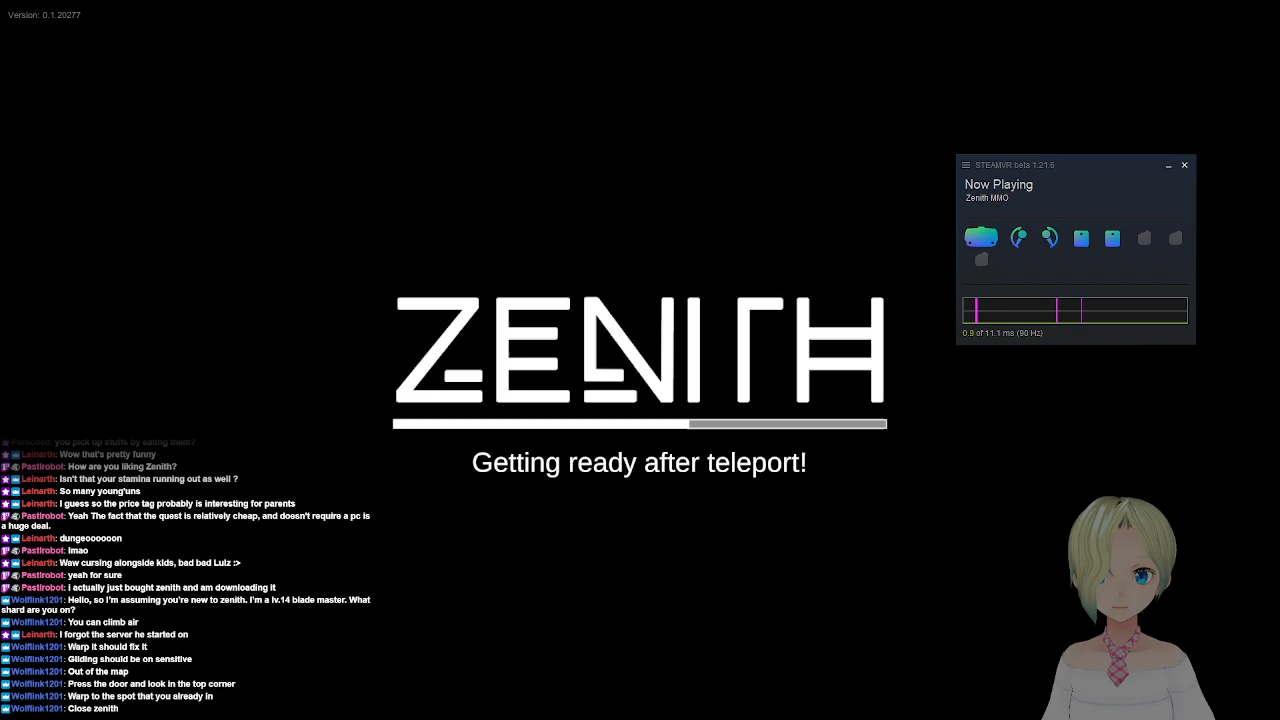 Version: 0.1.20277
STEAMVR beta 1.21.6
Now Playing
Zenith MMO
0.9 of 11.1 ms (90 Hz)
ZENITH
Getting ready after teleport!
you pick up stuffs by eating them?
Leinarth: Wow that's pretty funny
Pastlrobot: How are you liking Zenith?
Leinarth: Isn't that your stamina running out as well ?
Leinarth: So many young'uns
Leinarth: I guess so the price tag probably is interesting for parents
Pastlrobot: Yeah The fact that the quest is relatively cheap, and doesn't require a pc is
a huge deal.
Leinarth: dungeoooooon
Pastlrobot: lmao
Leinarth: Waw cursing alongside kids, bad bad Luiz :>
Pastlrobot: yeah for sure
Pastlrobot: i actually just bought zenith and am downloading it
Wolflink1201: Hello, so I'm assuming you're new to zenith. I'm a lv.14 blade master. What
shard are you on?
Wolflink1201: You can climb air
Leinarth: I forgot the server he started on
Wolflink1201: Warp it should fix it
Wolflink1201: Gliding should be on sensitive
Wolflink1201: Out of the map
Wolflink1201: Press the door and look in the top corner
Wolflink1201: Warp to the spot that you already in
Wolflink1201: Close zenith